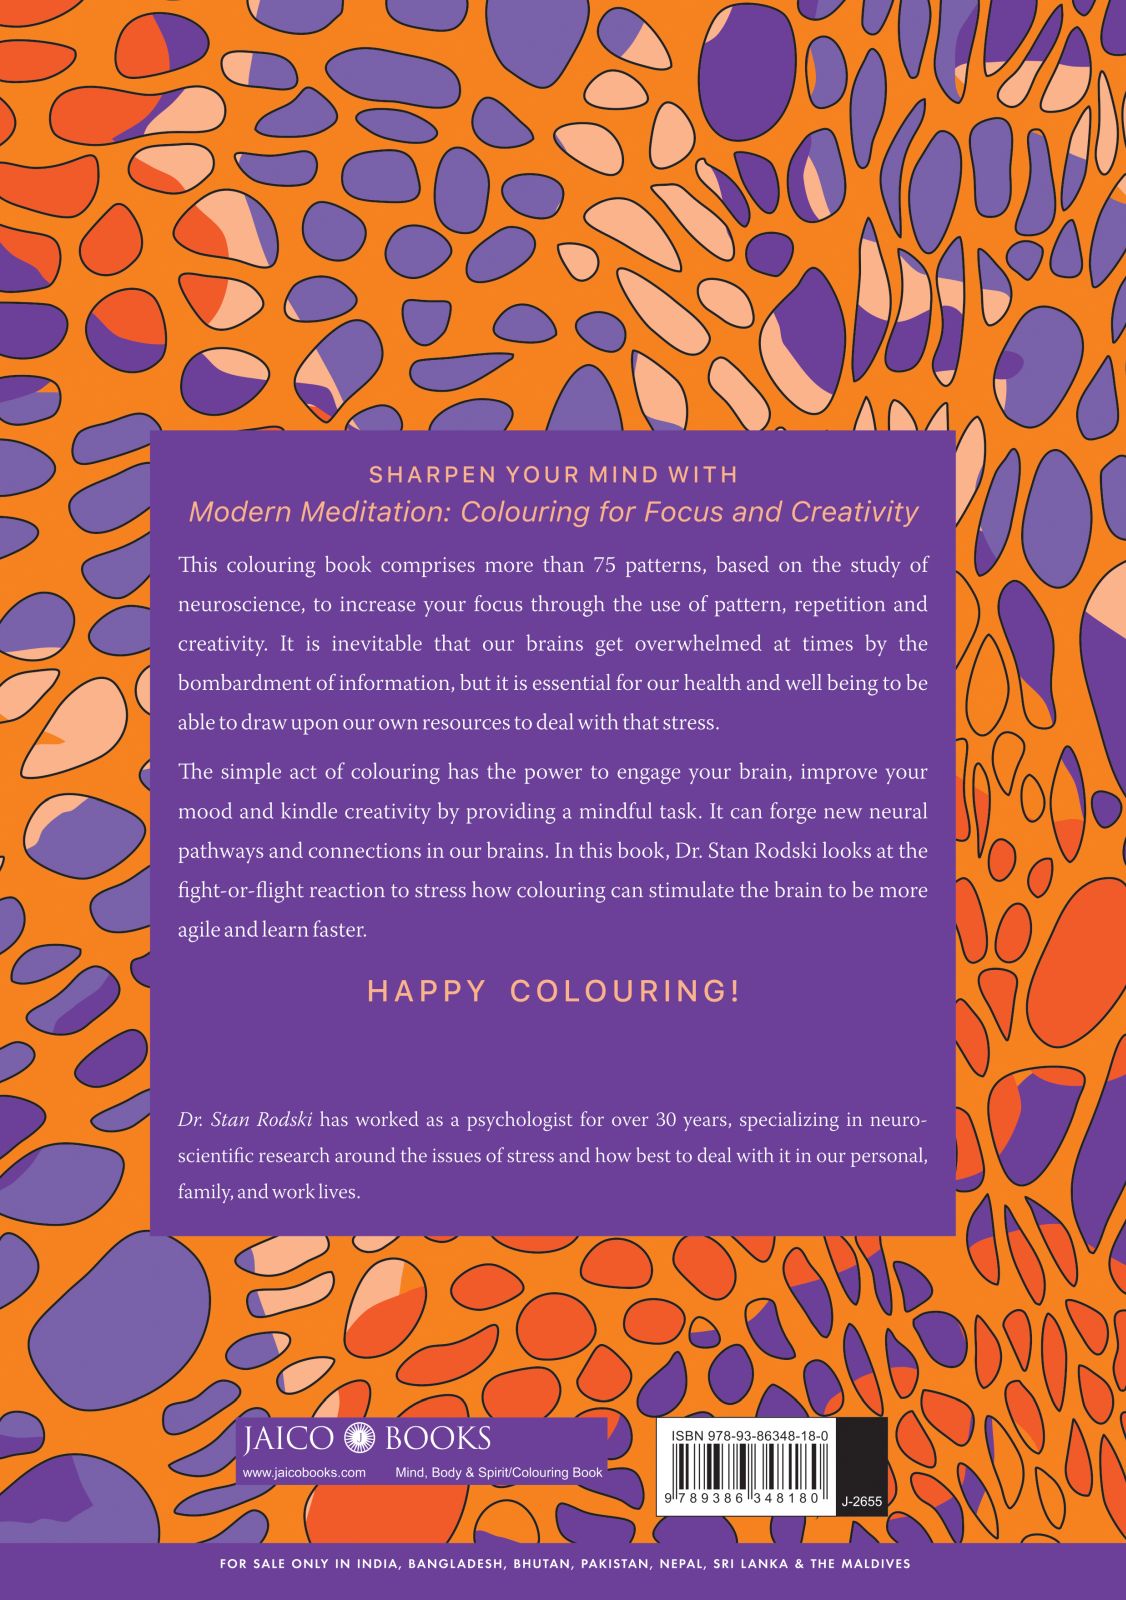 SHARPEN YOUR MIND WITH
Modern Meditation: Colouring for Focus and Creativity
This colouring book comprises more than 75 patterns, based on the study of
neuroscience, to increase your focus through the use of pattern, repetition and
creativity. It is inevitable that our brains get overwhelmed at times by the
bombardment of information, but it is essential for our health and well being to be
able to draw upon our own resources to deal with that stress.
The simple act of colouring has the power to engage your brain, improve your
mood and kindle creativity by providing a mindful task. It can forge new neural
pathways and connections in our brains. In this book, Dr. Stan Rodski looks at the
fight-or-flight reaction to stress how colouring can stimulate the brain to be more
agile and learn faster.
HAPPY COLOURING!
Dr. Stan Rodski has worked as a psychologist for over 30 years, specializing in neuro-
scientific research around the issues of stress and how best to deal with it in our personal,
family, and work lives.
JAICO J BOOKS
www.jaicobooks.com Mind, Body & Spirit/Colouring Book
ISBN 978-93-86348-18-0
9 789386 348180
J-2655
FOR SALE ONLY IN INDIA, BANGLADESH, BHUTAN, PAKISTAN, NEPAL, SRI LANKA & THE MALDIVES